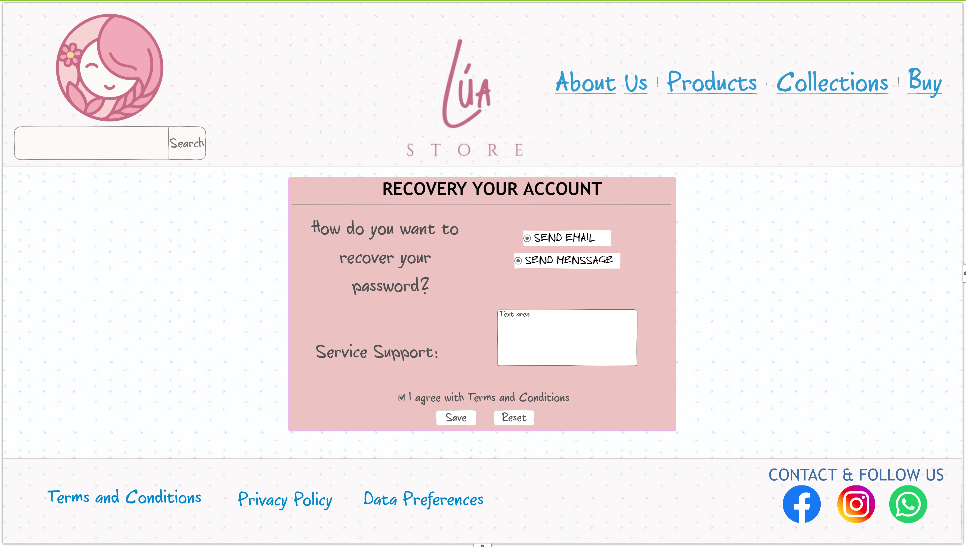 LÚA
STORE
About Us
Products
Collections
Buy
Search
RECOVERY YOUR ACCOUNT
How do you want to
recover your
password?
SEND EMAIL
SEND MENSSAGE
Text area
Service Support:
I agree with Terms and Conditions
Save
Reset
CONTACT & FOLLOW US
Terms and Conditions
Privacy Policy
Data Preferences